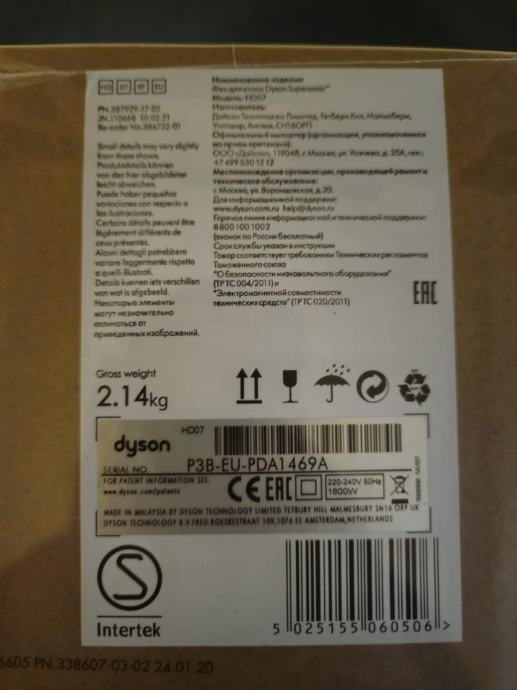 HD 07 RF EU
PN.387929-17-02
JN.110668 10.02.21
Re-order No.386732-01
Small details may vary slightly
from those shown.
Produktdetails können
von den hier abgebildeten
leicht abweichen.
Puede haber pequeñas
variaciones con respecto a
las ilustraciones.
Certains détails peuvent être
légèrement différents de
ceux présentés.
Alcuni dettagli potrebbero
variare leggermente rispetto
a quelli illustrati.
Details kunnen iets verschillen
van wat is afgebeeld.
Некоторые элементы
могут незначительно
отличаться от
приведенных изображений.
Наименование изделия:
Фен для волос Dyson Supersonic™
Модель: HD07
Изготовитель:
Дайсон Текнолоджи Лимитед, Тетбери Хил, Малмсбери,
Уилтшир, Англия, СН16ОРП
Официальный импортер (организация, уполномоченная
по прием претензий):
ООО «Дайсон», 119048, г. Москва, ул. Усачева, д. 35А, тел.:
+7 499 530 12 12
Местонахождение организации, производящей ремонт и
техническое обслуживание:
г. Москва, ул. Воронцовская, д.20.
Для информационной поддержки:
www.dyson.com.ru help@dyson.ru
Горячая линия информационной и технической поддержки:
8 800 100 1002
(звонок по России бесплатный)
Срок службы указан в инструкции
Товар соответствует требованиям Технических регламентов
Таможенного союза
"О безопасности низковольтного оборудования"
(ТР ТС 004/2011) и
"Электромагнитной совместимости
технических средств" (ТР ТС 020/2011)
EAC
Gross weight
2.14kg
dyson HD07
SERIAL NO. P3B-EU-PDA1469A
FOR PATENT INFORMATION SEE:
www.dyson.com/patents
CE EAC
220-240V 50Hz
1600W
MADE IN MALAYSIA BY DYSON TECHNOLOGY LIMITED TETBURY HILL MALMESBURY SN16 0RP UK
DYSON TECHNOLOGY B.V.FRED.ROESKESTRAAT 109,1076 EE AMSTERDAM,NETHERLANDS
S
Intertek
5 025155 060506 >
5605 PN.338607-03-02 24.01.20